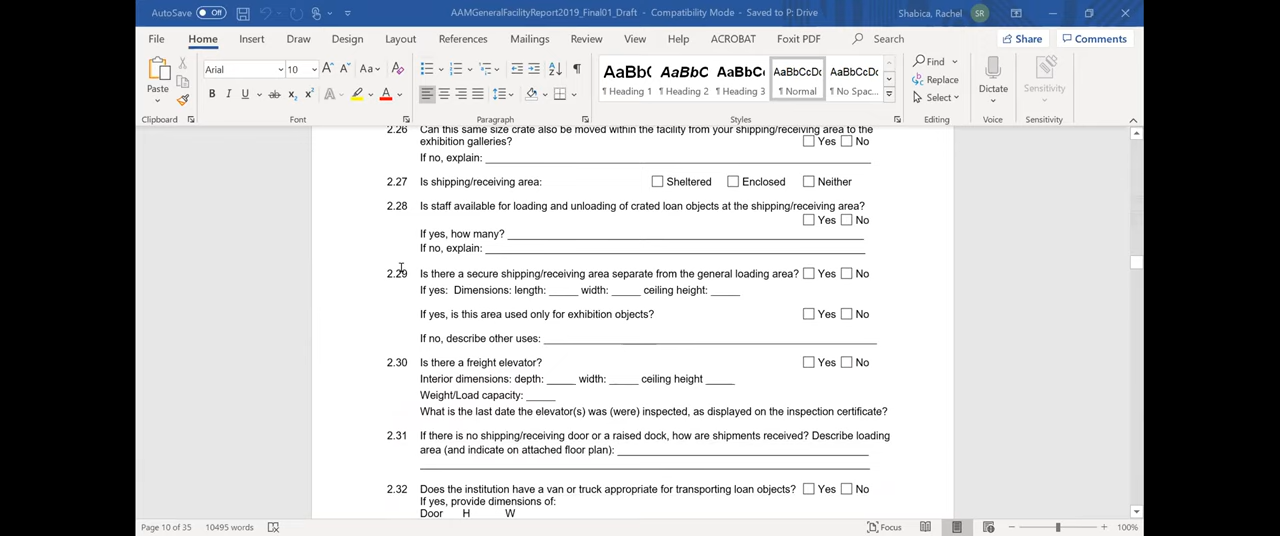 AutoSave Off AAMGeneralFacilityReport2019_Final01_Draft - Compatibility Mode - Saved to P: Drive Shabica, Rachel SR
File Home Insert Draw Design Layout References Mailings Review View Help ACROBAT Foxit PDF Search Share Comments
Arial 10 Aa Find
Paste AaBb( AaBbC AaBbC AaBbCcDc AaBbCcDc Replace Dictate Sensitivity
B I U ab x₂ x² A A ¶ Heading 1 ¶ Heading 2 ¶ Heading 3 ¶ Normal ¶ No Spac... Select
Clipboard Font Paragraph Styles Editing Voice Sensitivity
2.26 Can this same size crate also be moved within the facility from your shipping/receiving area to the
exhibition galleries? Yes No
If no, explain:
2.27 Is shipping/receiving area: Sheltered Enclosed Neither
2.28 Is staff available for loading and unloading of crated loan objects at the shipping/receiving area?
Yes No
If yes, how many?
If no, explain:
2.29 Is there a secure shipping/receiving area separate from the general loading area? Yes No
If yes: Dimensions: length: _____ width: _____ ceiling height: _____
If yes, is this area used only for exhibition objects? Yes No
If no, describe other uses:
2.30 Is there a freight elevator? Yes No
Interior dimensions: depth: _____ width: _____ ceiling height _____
Weight/Load capacity: _____
What is the last date the elevator(s) was (were) inspected, as displayed on the inspection certificate?
2.31 If there is no shipping/receiving door or a raised dock, how are shipments received? Describe loading
area (and indicate on attached floor plan):
2.32 Does the institution have a van or truck appropriate for transporting loan objects? Yes No
If yes, provide dimensions of:
Door H W
Page 10 of 35 10495 words Focus 100%